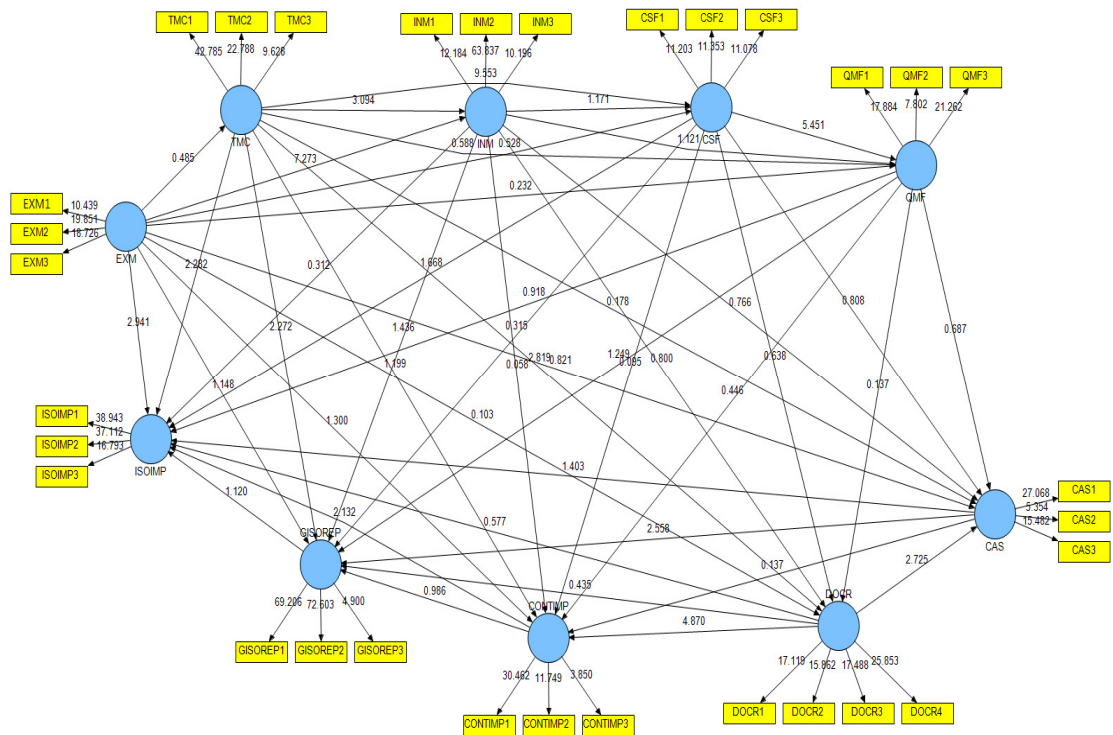 TMC1 TMC2 TMC3
INM1 INM2 INM3
CSF1 CSF2 CSF3
42.785 22.788 9.628
12.184 63.837 10.196
11.203 11.353 11.078
QMF1 QMF2 QMF3
17.884 7.802 21.262
9.553
3.094
1.171
5.451
TMC
INM
CSF
QMF
0.485
7.273
0.588
0.528
1.121
0.232
EXM1
EXM2
EXM3
10.439
19.851
18.726
EXM
2.941
2.282
0.312
1.668
0.918
0.178
0.766
0.808
0.687
2.272
1.436
0.315
1.148
1.199
0.058
2.819
0.821
1.249
0.095
0.800
0.638
0.446
0.137
1.300
0.103
ISOIMP1
ISOIMP2
ISOIMP3
38.943
37.112
16.793
ISOIMP
1.403
1.120
2.132
0.577
2.558
0.137
2.725
CAS1
CAS2
CAS3
27.068
5.354
15.482
CAS
GISOREP
69.206 72.603 4.900
GISOREP1 GISOREP2 GISOREP3
0.986
0.435
4.870
CONTIMP
30.462 11.749 3.850
CONTIMP1 CONTIMP2 CONTIMP3
DOCR
17.119 15.862 17.488 25.853
DOCR1 DOCR2 DOCR3 DOCR4